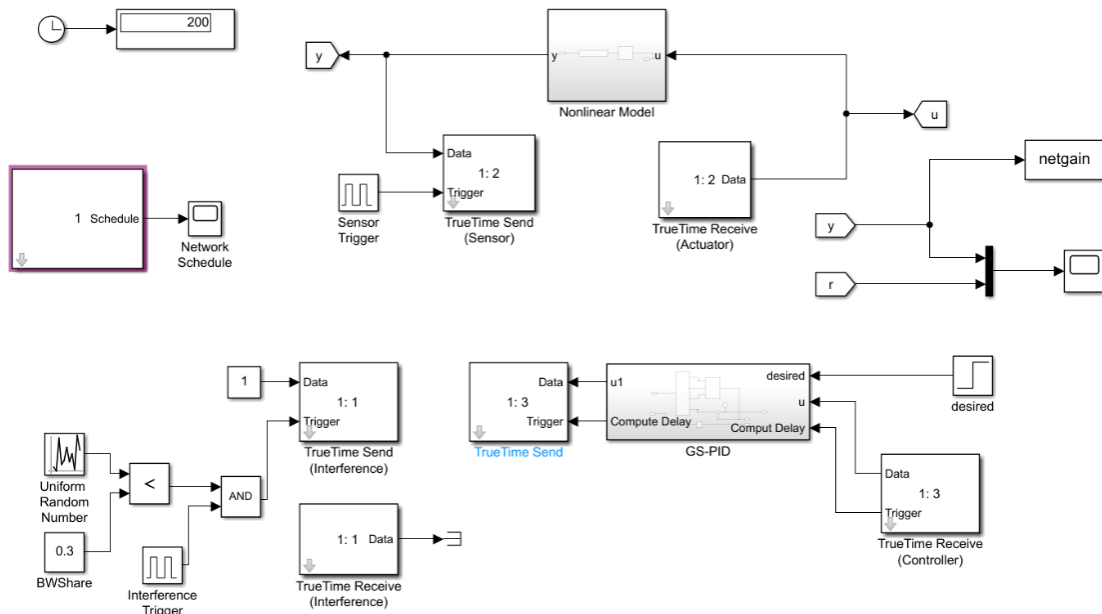 200
y
y
u
Nonlinear Model
u
netgain
Data
1: 2
Trigger
TrueTime Send
(Sensor)
Sensor
Trigger
1: 2
Data
TrueTime Receive
(Actuator)
1
Schedule
Network
Schedule
y
r
1
Data
1: 1
Trigger
TrueTime Send
(Interference)
Data
1: 3
Trigger
TrueTime Send
u1
desired
u
Compute Delay
Comput Delay
GS-PID
desired
Uniform
Random
Number
<
AND
0.3
BWShare
Interference
Trigger
1: 1
Data
TrueTime Receive
(Interference)
Data
1: 3
Trigger
TrueTime Receive
(Controller)